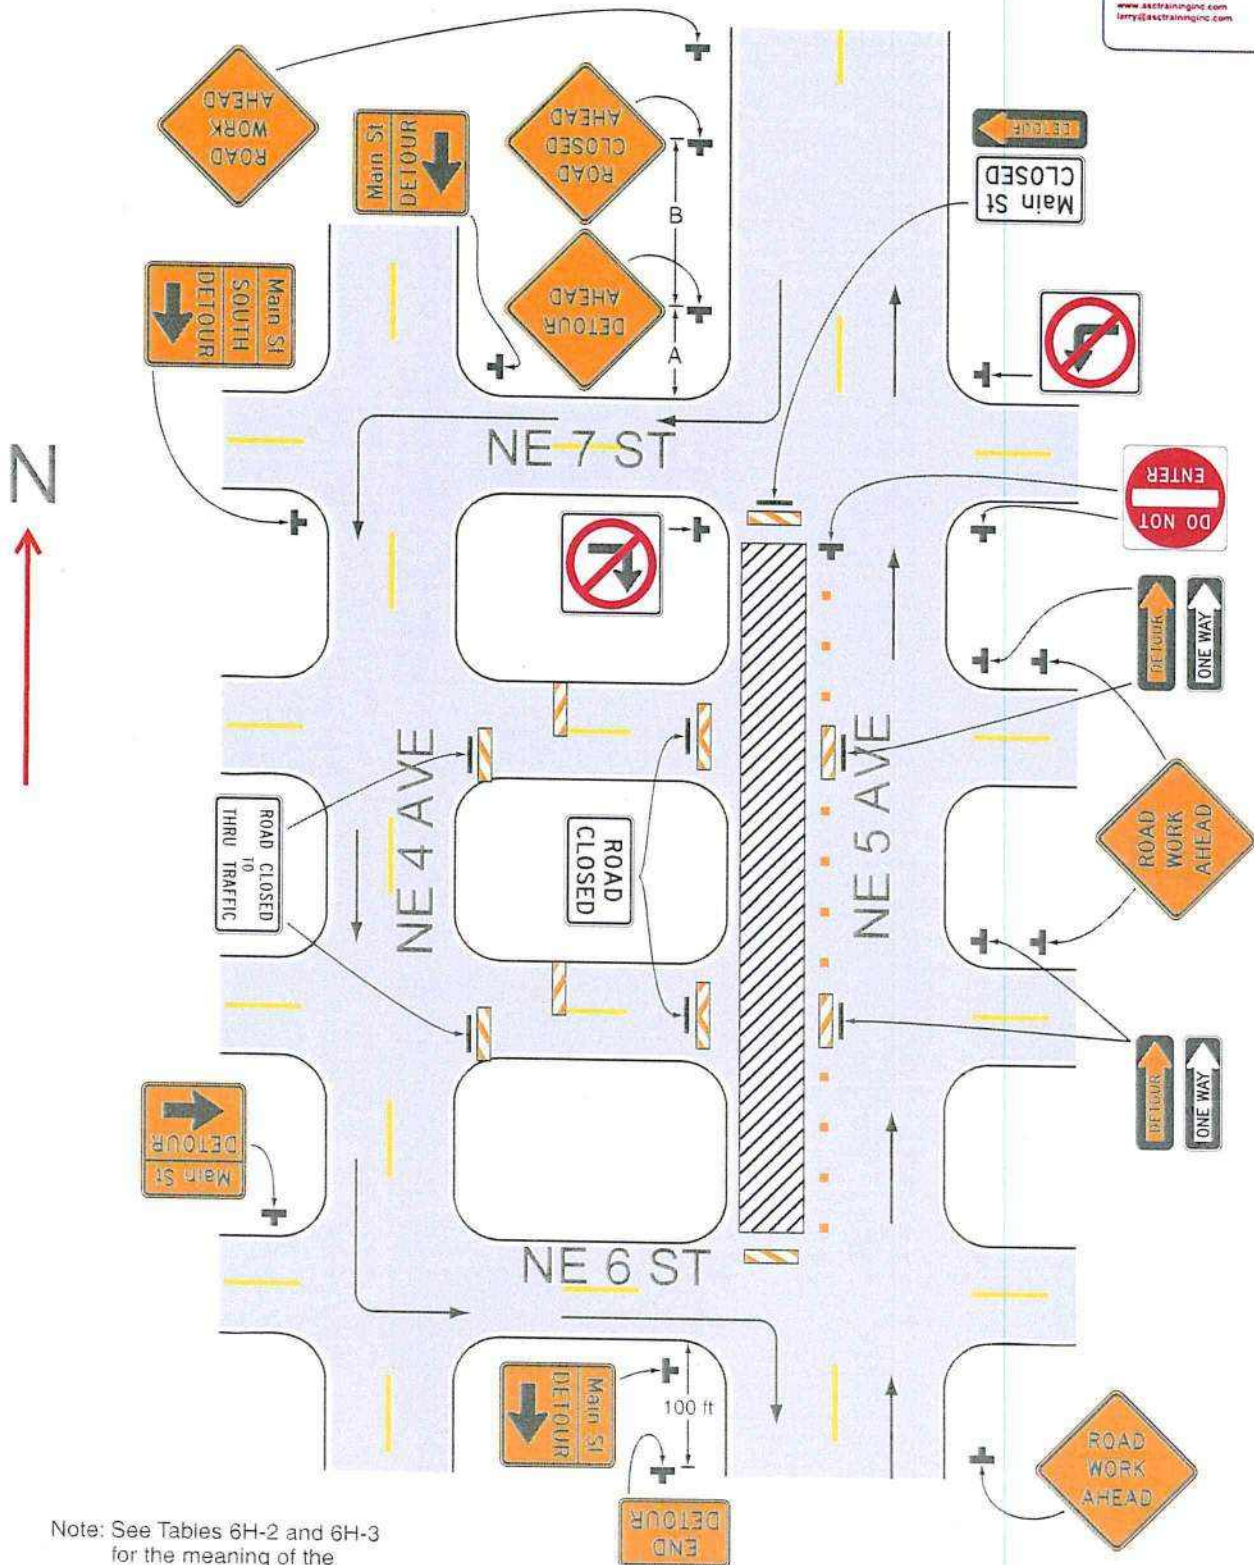 www.asctraininginc.com
larry@asctraininginc.com
ROAD
WORK
AHEAD
Main St
DETOUR
ROAD
CLOSED
AHEAD
B
DETOUR
Main St
CLOSED
Main St
SOUTH
DETOUR
DETOUR
AHEAD
A
N
NE 7 ST
DO NOT
ENTER
DETOUR
ONE WAY
NE 4 AVE
NE 5 AVE
ROAD CLOSED
TO
THRU TRAFFIC
ROAD
CLOSED
ROAD
WORK
AHEAD
DETOUR
ONE WAY
Main St
DETOUR
NE 6 ST
Main St
DETOUR
100 ft
ROAD
WORK
AHEAD
END
DETOUR
Note: See Tables 6H-2 and 6H-3
for the meaning of the